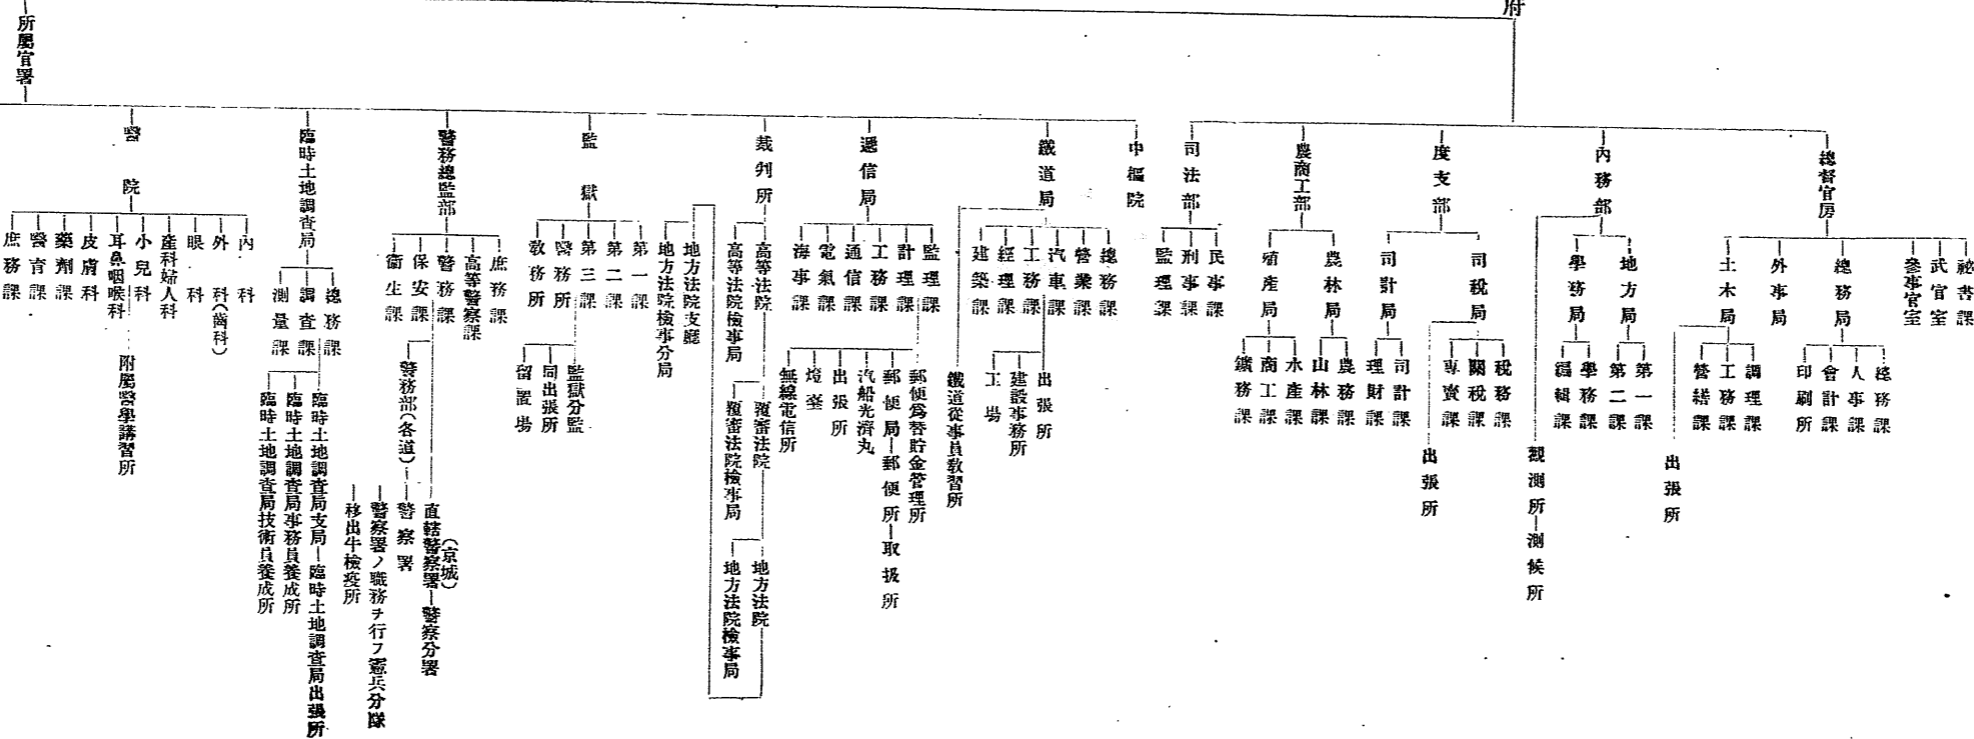 府
總督官房
祕書課
武官室
參事官室
總務局
總務課
人事課
會計課
印刷所
外事局
土木局
調理課
工務課
營繕課
出張所
內務部
地方局
第一課
第二課
學務局
學務課
編輯課
觀測所―測候所
度支部
司稅局
稅務課
關稅課
專賣課
出張所
司計局
司計課
理財課
農商工部
農林局
農務課
山林課
殖產局
水產課
商工課
鑛務課
司法部
民事課
刑事課
監理課
所屬官署
中樞院
鐵道局
總務課
營業課
汽車課
工務課
出張所
建設事務所
工場
經理課
建築課
鐵道從事員敎習所
遞信局
監理課
計理課
郵便爲替貯金管理所
郵便局―郵便所―取扱所
汽船光濟丸
出張所
燈臺
無線電信所
工務課
通信課
電氣課
海事課
裁判所
高等法院
高等法院檢事局
覆審法院
覆審法院檢事局
地方法院
地方法院檢事局
地方法院支廳
地方法院檢事分局
監獄
第一課
第二課
第三課
醫務所
敎務所
監獄分監
同出張所
留置場
警務總監部
庶務課
高等警察課
警務課
保安課
衞生課
直轄警察署―警察分署
(京城)
警務部(各道)―警察署
警察署ノ職務ヲ行フ憲兵分隊
移出牛檢疫所
臨時土地調査局
總務課
調査課
測量課
臨時土地調査局支局―臨時土地調査局出張所
臨時土地調査局事務員養成所
臨時土地調査局技術員養成所
醫院
內科
外科(齒科)
眼科
產科婦人科
小兒科
耳鼻咽喉科
皮膚科
藥劑課
醫育課
庶務課
附屬醫學講習所